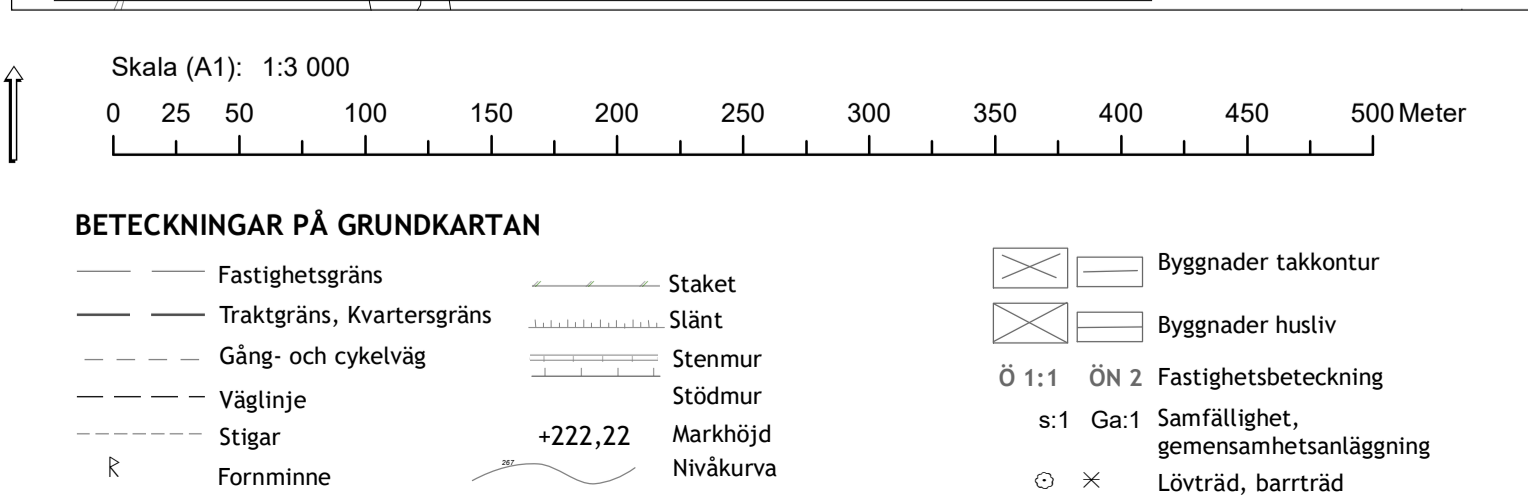 Skala (A1): 1:3 000
0 25 50 100 150 200 250 300 350 400 450 500 Meter
BETECKNINGAR PÅ GRUNDKARTAN
Fastighetsgräns
Traktgräns, Kvartersgräns
Gång- och cykelväg
Väglinje
Stigar
R Fornminne
Staket
Slänt
Stenmur
Stödmur
+222,22 Markhöjd
267 Nivåkurva
Byggnader takkontur
Byggnader husliv
Ö 1:1 ÖN 2 Fastighetsbeteckning
s:1 Ga:1 Samfällighet,
gemensamhetsanläggning
Lövträd, barrträd